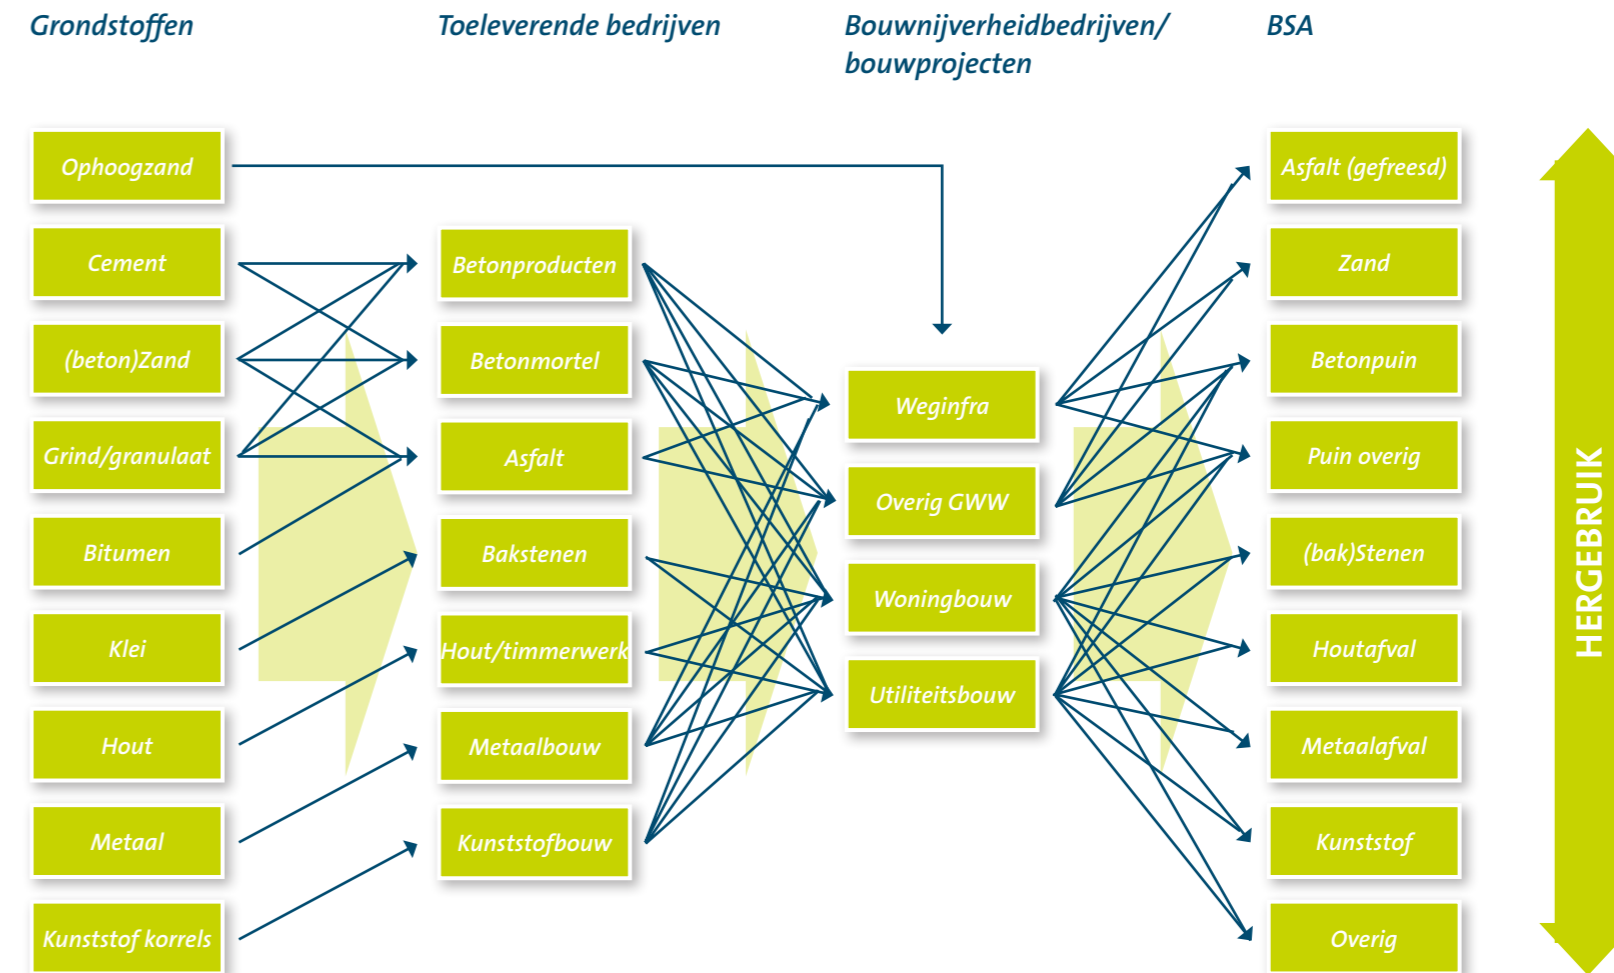 Grondstoffen
Toeleverende bedrijven
Bouwnijverheidbedrijven/
bouwprojecten
BSA
Ophoogzand
Cement
(beton)Zand
Grind/granulaat
Bitumen
Klei
Hout
Metaal
Kunststof korrels
Betonproducten
Betonmortel
Asfalt
Bakstenen
Hout/timmerwerk
Metaalbouw
Kunststofbouw
Weginfra
Overig GWW
Woningbouw
Utiliteitsbouw
Asfalt (gefreesd)
Zand
Betonpuin
Puin overig
(bak)Stenen
Houtafval
Metaalafval
Kunststof
Overig
HERGEBRUIK